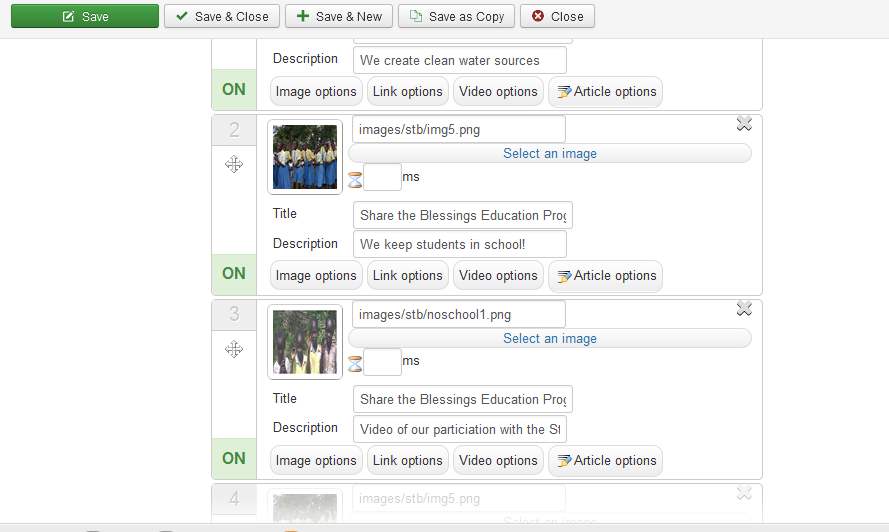 Save
Save & Close
Save & New
Save as Copy
Close
Description We create clean water sources
ON
Image options Link options Video options Article options
2
images/stb/img5.png
Select an image
ms
Title Share the Blessings Education Prog
Description We keep students in school!
ON
Image options Link options Video options Article options
3
images/stb/noschool1.png
Select an image
ms
Title Share the Blessings Education Prog
Description Video of our particiation with the St
ON
Image options Link options Video options Article options
4
images/stb/img5.png
Select an image